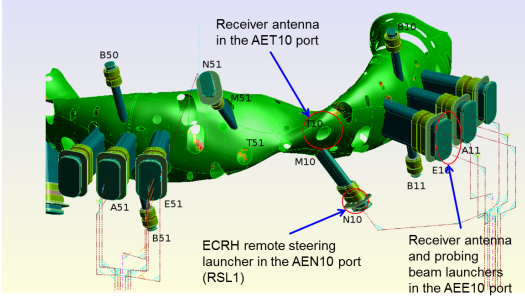 Receiver antenna
in the AET10 port
B10
B50
N51
M51
T10
T51
M10
A11
E10
B11
A51
E51
N10
B51
ECRH remote steering
launcher in the AEN10 port
(RSL1)
Receiver antenna
and probing
beam launchers
in the AEE10 port